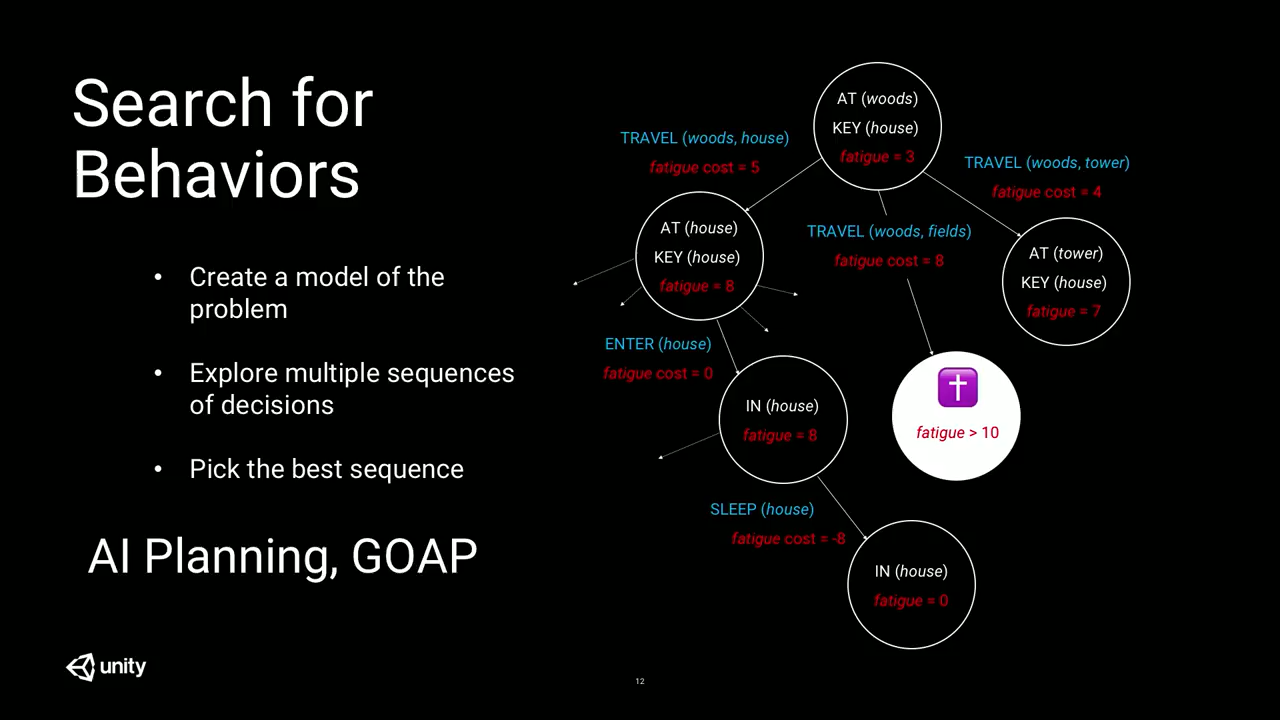 Search for
Behaviors
• Create a model of the
problem
• Explore multiple sequences
of decisions
• Pick the best sequence
AI Planning, GOAP
AT (woods)
KEY (house)
fatigue = 3
TRAVEL (woods, house)
fatigue cost = 5
TRAVEL (woods, tower)
fatigue cost = 4
AT (house)
KEY (house)
fatigue = 8
TRAVEL (woods, fields)
fatigue cost = 8
AT (tower)
KEY (house)
fatigue = 7
ENTER (house)
fatigue cost = 0
IN (house)
fatigue = 8
fatigue > 10
SLEEP (house)
fatigue cost = -8
IN (house)
fatigue = 0
unity
12